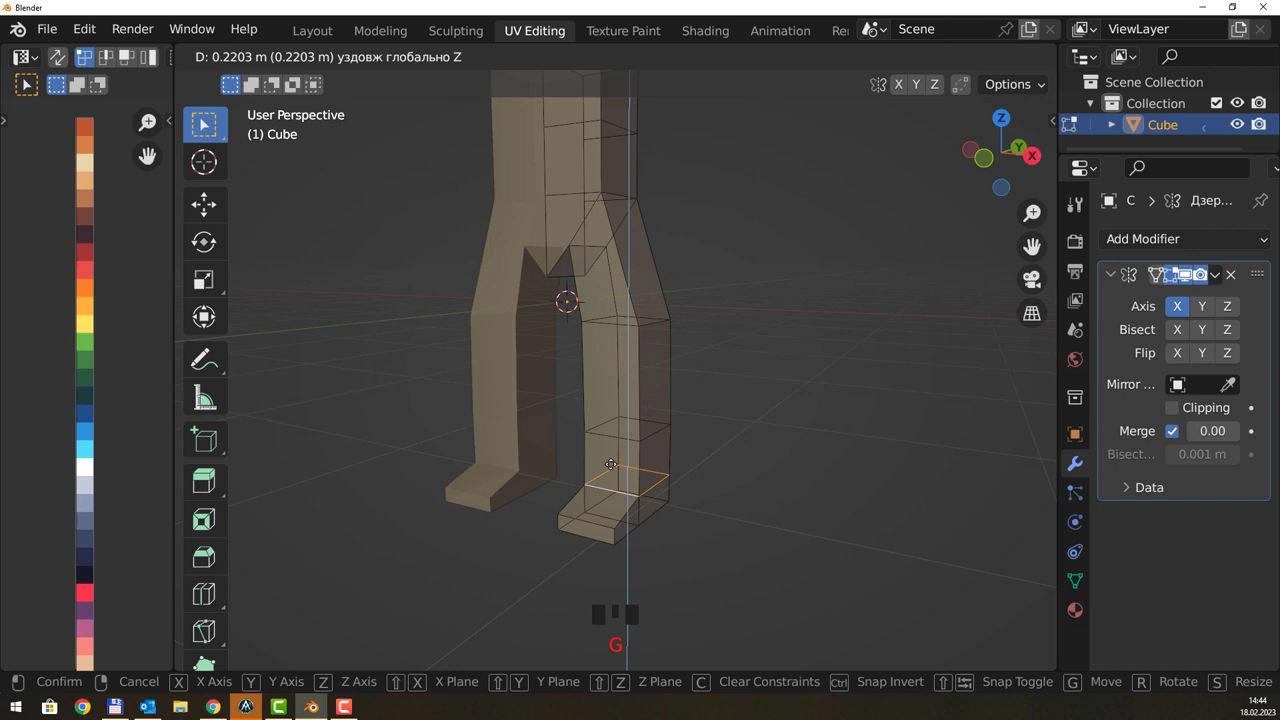 Blender
File Edit Render Window Help Layout Modeling Sculpting UV Editing Texture Paint Shading Animation Re Scene ViewLayer
D: 0.2203 m (0.2203 m) уздовж глобально Z
X Y Z Options
Scene Collection
User Perspective
Collection
(1) Cube
Cube
Z
Y
X
C > Дзер...
Add Modifier
Axis X Y Z
Bisect X Y Z
Flip X Y Z
Mirror ...
Clipping
Merge 0.00
Bisect... 0.001 m
> Data
G
Confirm Cancel X X Axis Y Y Axis Z Z Axis X X Plane Y Y Plane Z Z Plane C Clear Constraints Ctrl Snap Invert Snap Toggle G Move R Rotate S Resize
14:44
18.02.2023